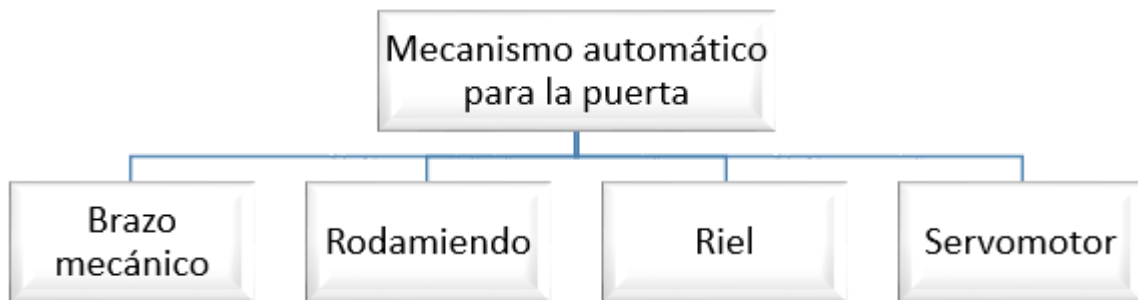 Mecanismo automático
para la puerta
Brazo
mecánico
Rodamiendo
Riel
Servomotor